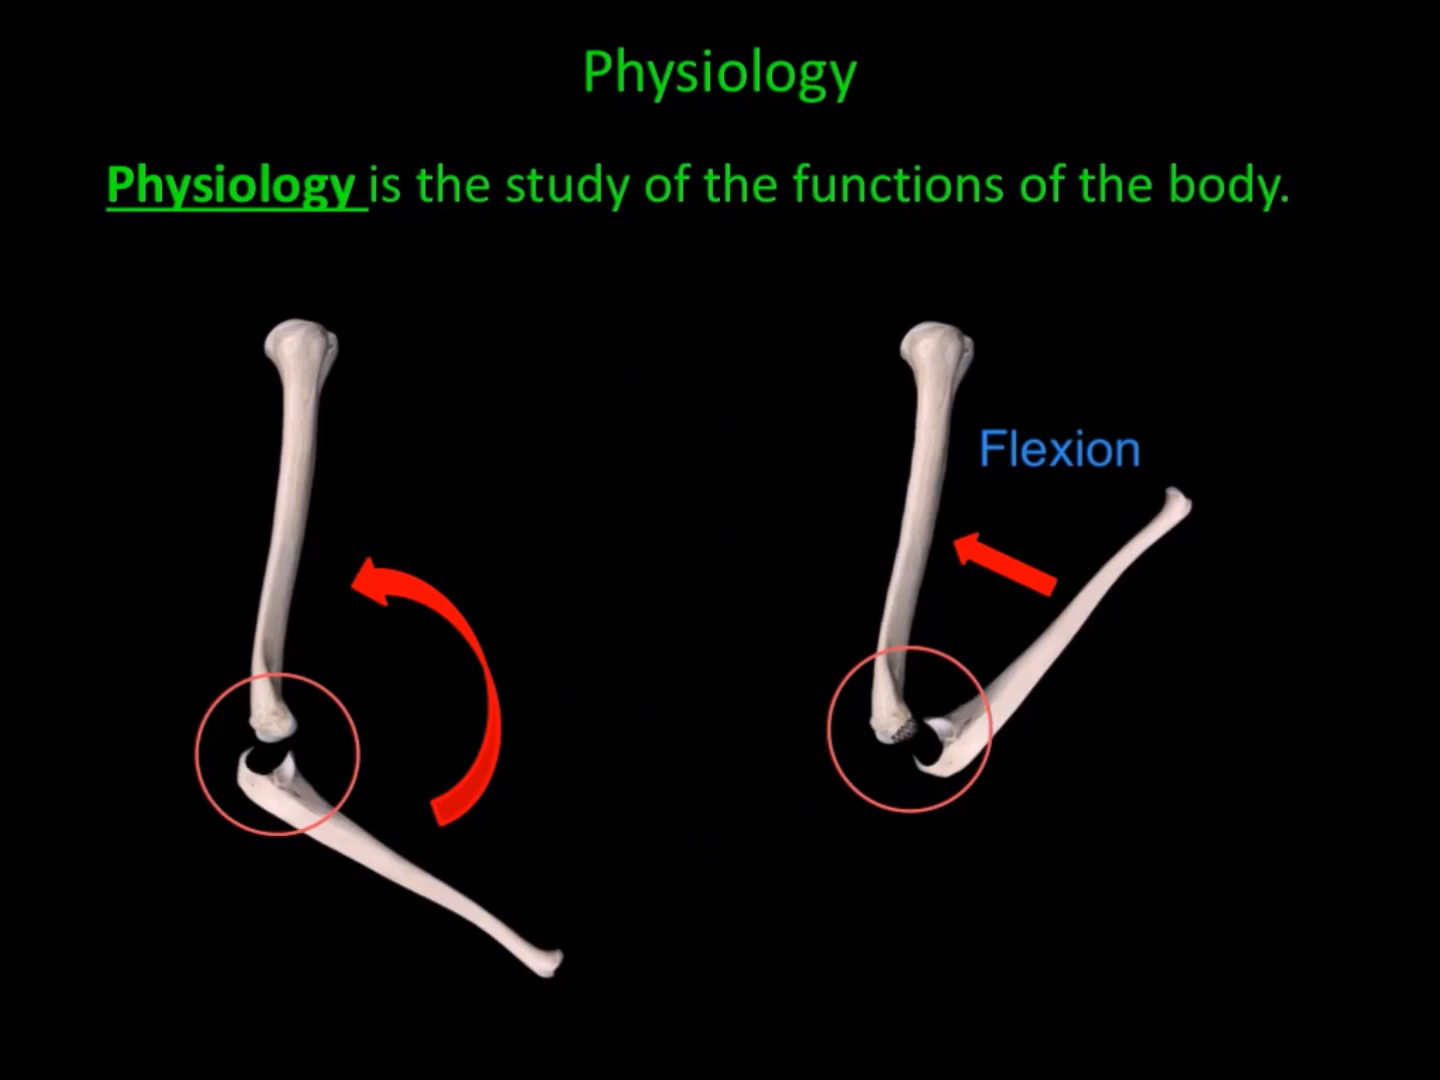 Physiology
Physiology is the study of the functions of the body.
Flexion